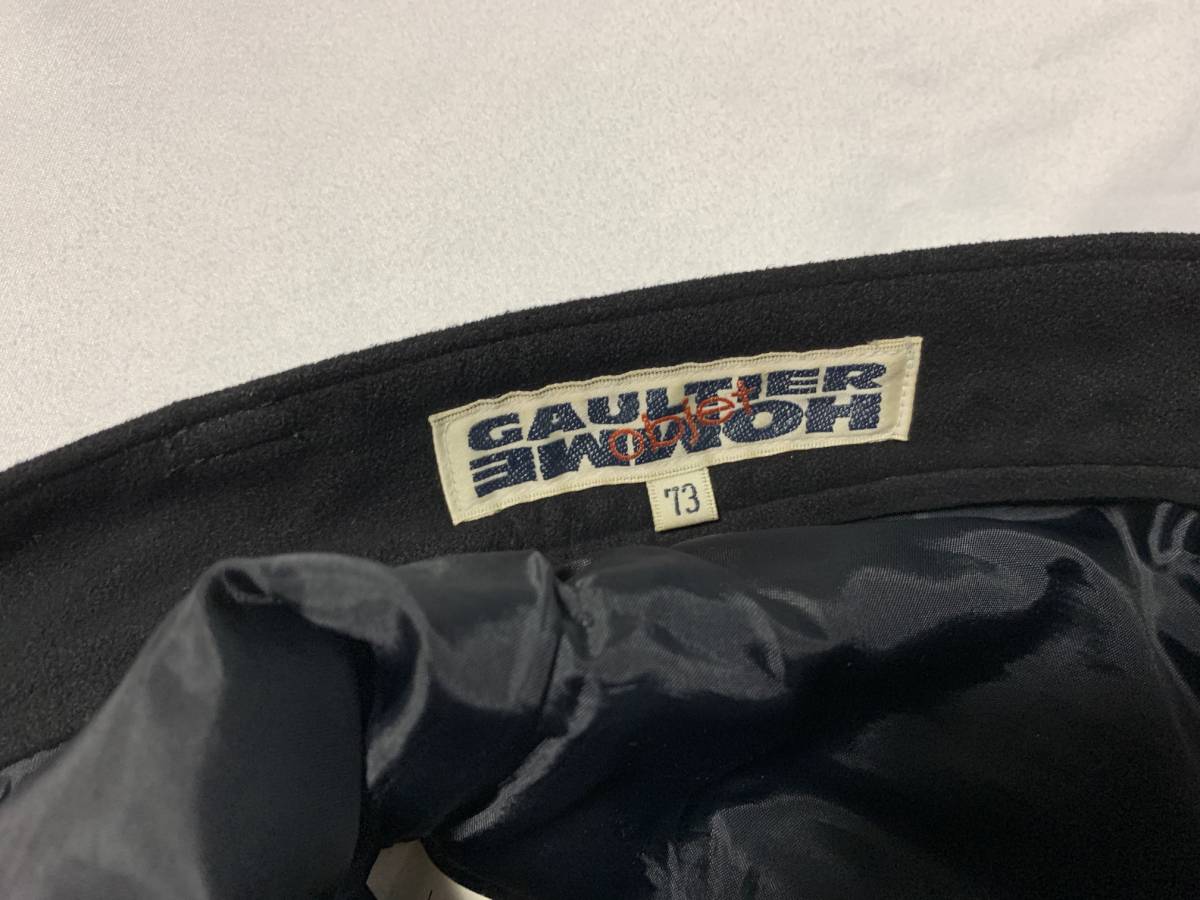 GAULTIER
HOMME
objet
73